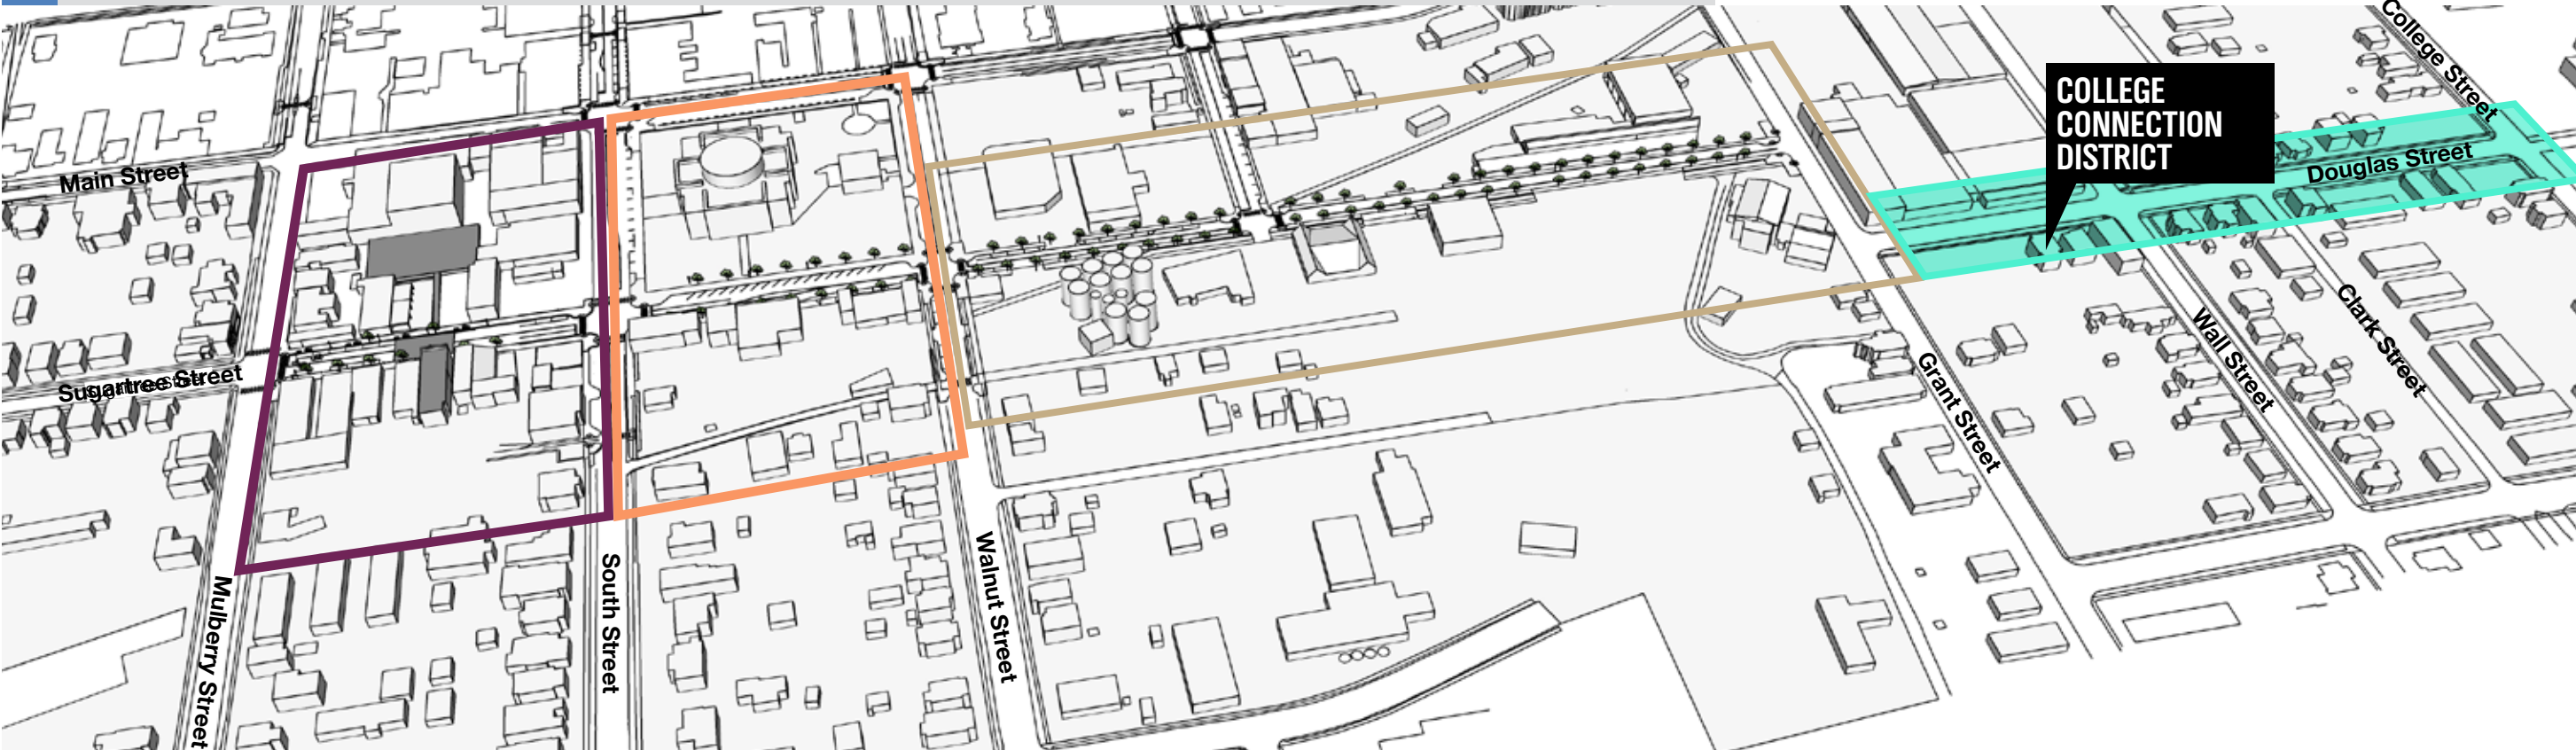 College Street
COLLEGE
CONNECTION
DISTRICT
Douglas Street
Main Street
Sugartree Street
Clark Street
Wall Street
Grant Street
Walnut Street
South Street
Mulberry Street